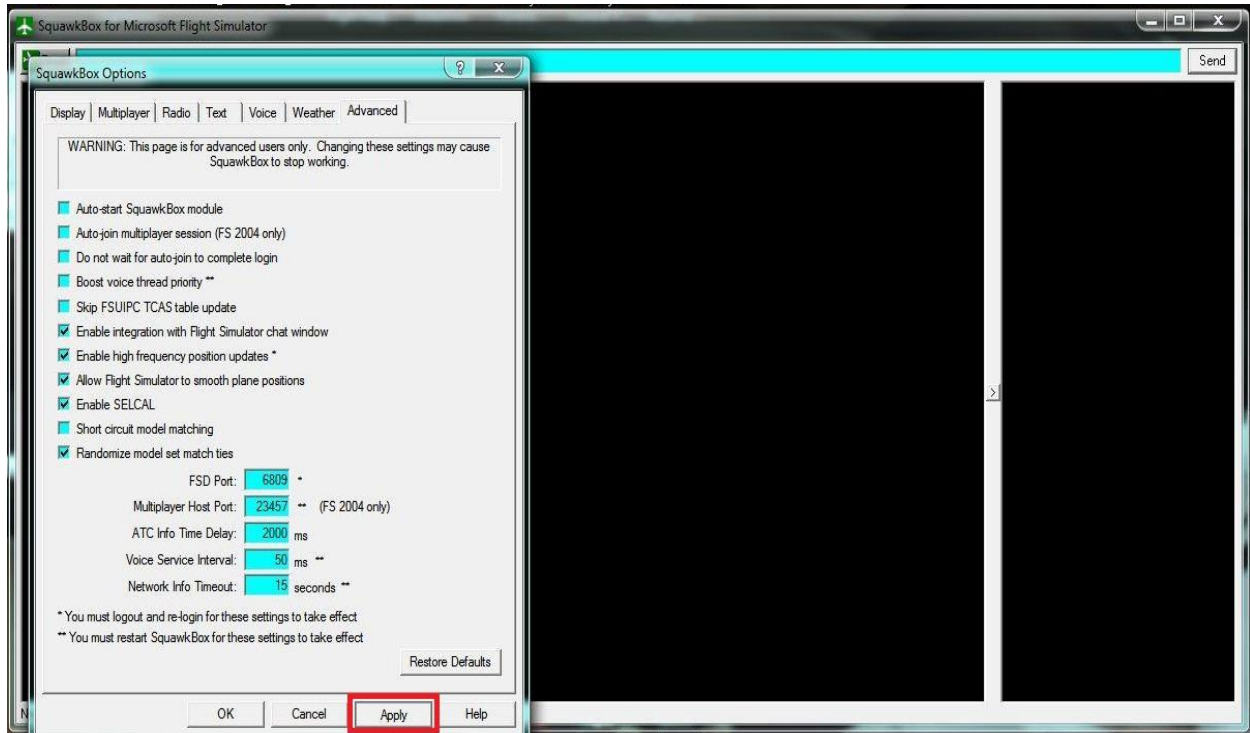 SquawkBox for Microsoft Flight Simulator
Send
SquawkBox Options
Display Multiplayer Radio Text Voice Weather Advanced
WARNING: This page is for advanced users only. Changing these settings may cause
SquawkBox to stop working.
Auto-start SquawkBox module
Auto-join multiplayer session (FS 2004 only)
Do not wait for auto-join to complete login
Boost voice thread priority **
Skip FSUIPC TCAS table update
Enable integration with Flight Simulator chat window
Enable high frequency position updates *
Allow Flight Simulator to smooth plane positions
Enable SELCAL
Short circuit model matching
Randomize model set match ties
FSD Port: 6809 *
Multiplayer Host Port: 23457 ** (FS 2004 only)
ATC Info Time Delay: 2000 ms
Voice Service Interval: 50 ms **
Network Info Timeout: 15 seconds **
* You must logout and re-login for these settings to take effect
** You must restart SquawkBox for these settings to take effect
Restore Defaults
OK Cancel Apply Help